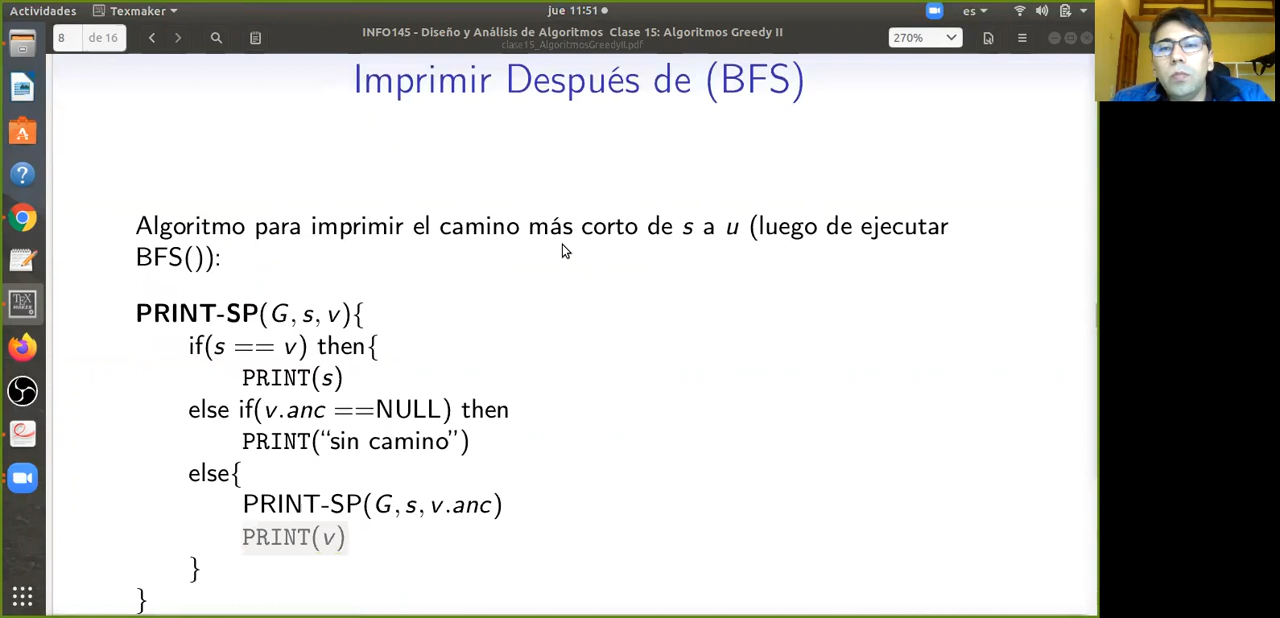 Actividades
Texmaker
jue 11:51
es
8
de 16
INFO145 - Diseño y Análisis de Algoritmos Clase 15: Algoritmos Greedy II
clase15_AlgoritmosGreedyII.pdf
270%
Imprimir Después de (BFS)
Algoritmo para imprimir el camino más corto de s a u (luego de ejecutar
BFS()):
PRINT-SP(G, s, v){
if(s == v) then{
PRINT(s)
else if(v.anc ==NULL) then
PRINT(“sin camino”)
else{
PRINT-SP(G, s, v.anc)
PRINT(v)
}
}